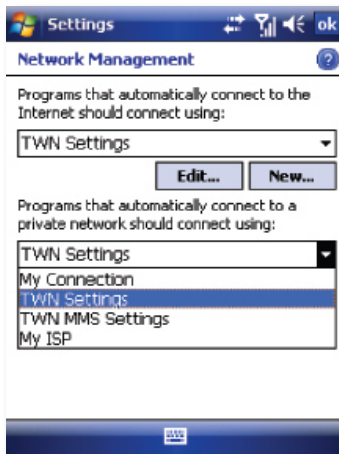 Settings
ok
Network Management
?
Programs that automatically connect to the
Internet should connect using:
TWN Settings
Edit...
New...
Programs that automatically connect to a
private network should connect using:
TWN Settings
My Connection
TWN Settings
TWN MMS Settings
My ISP